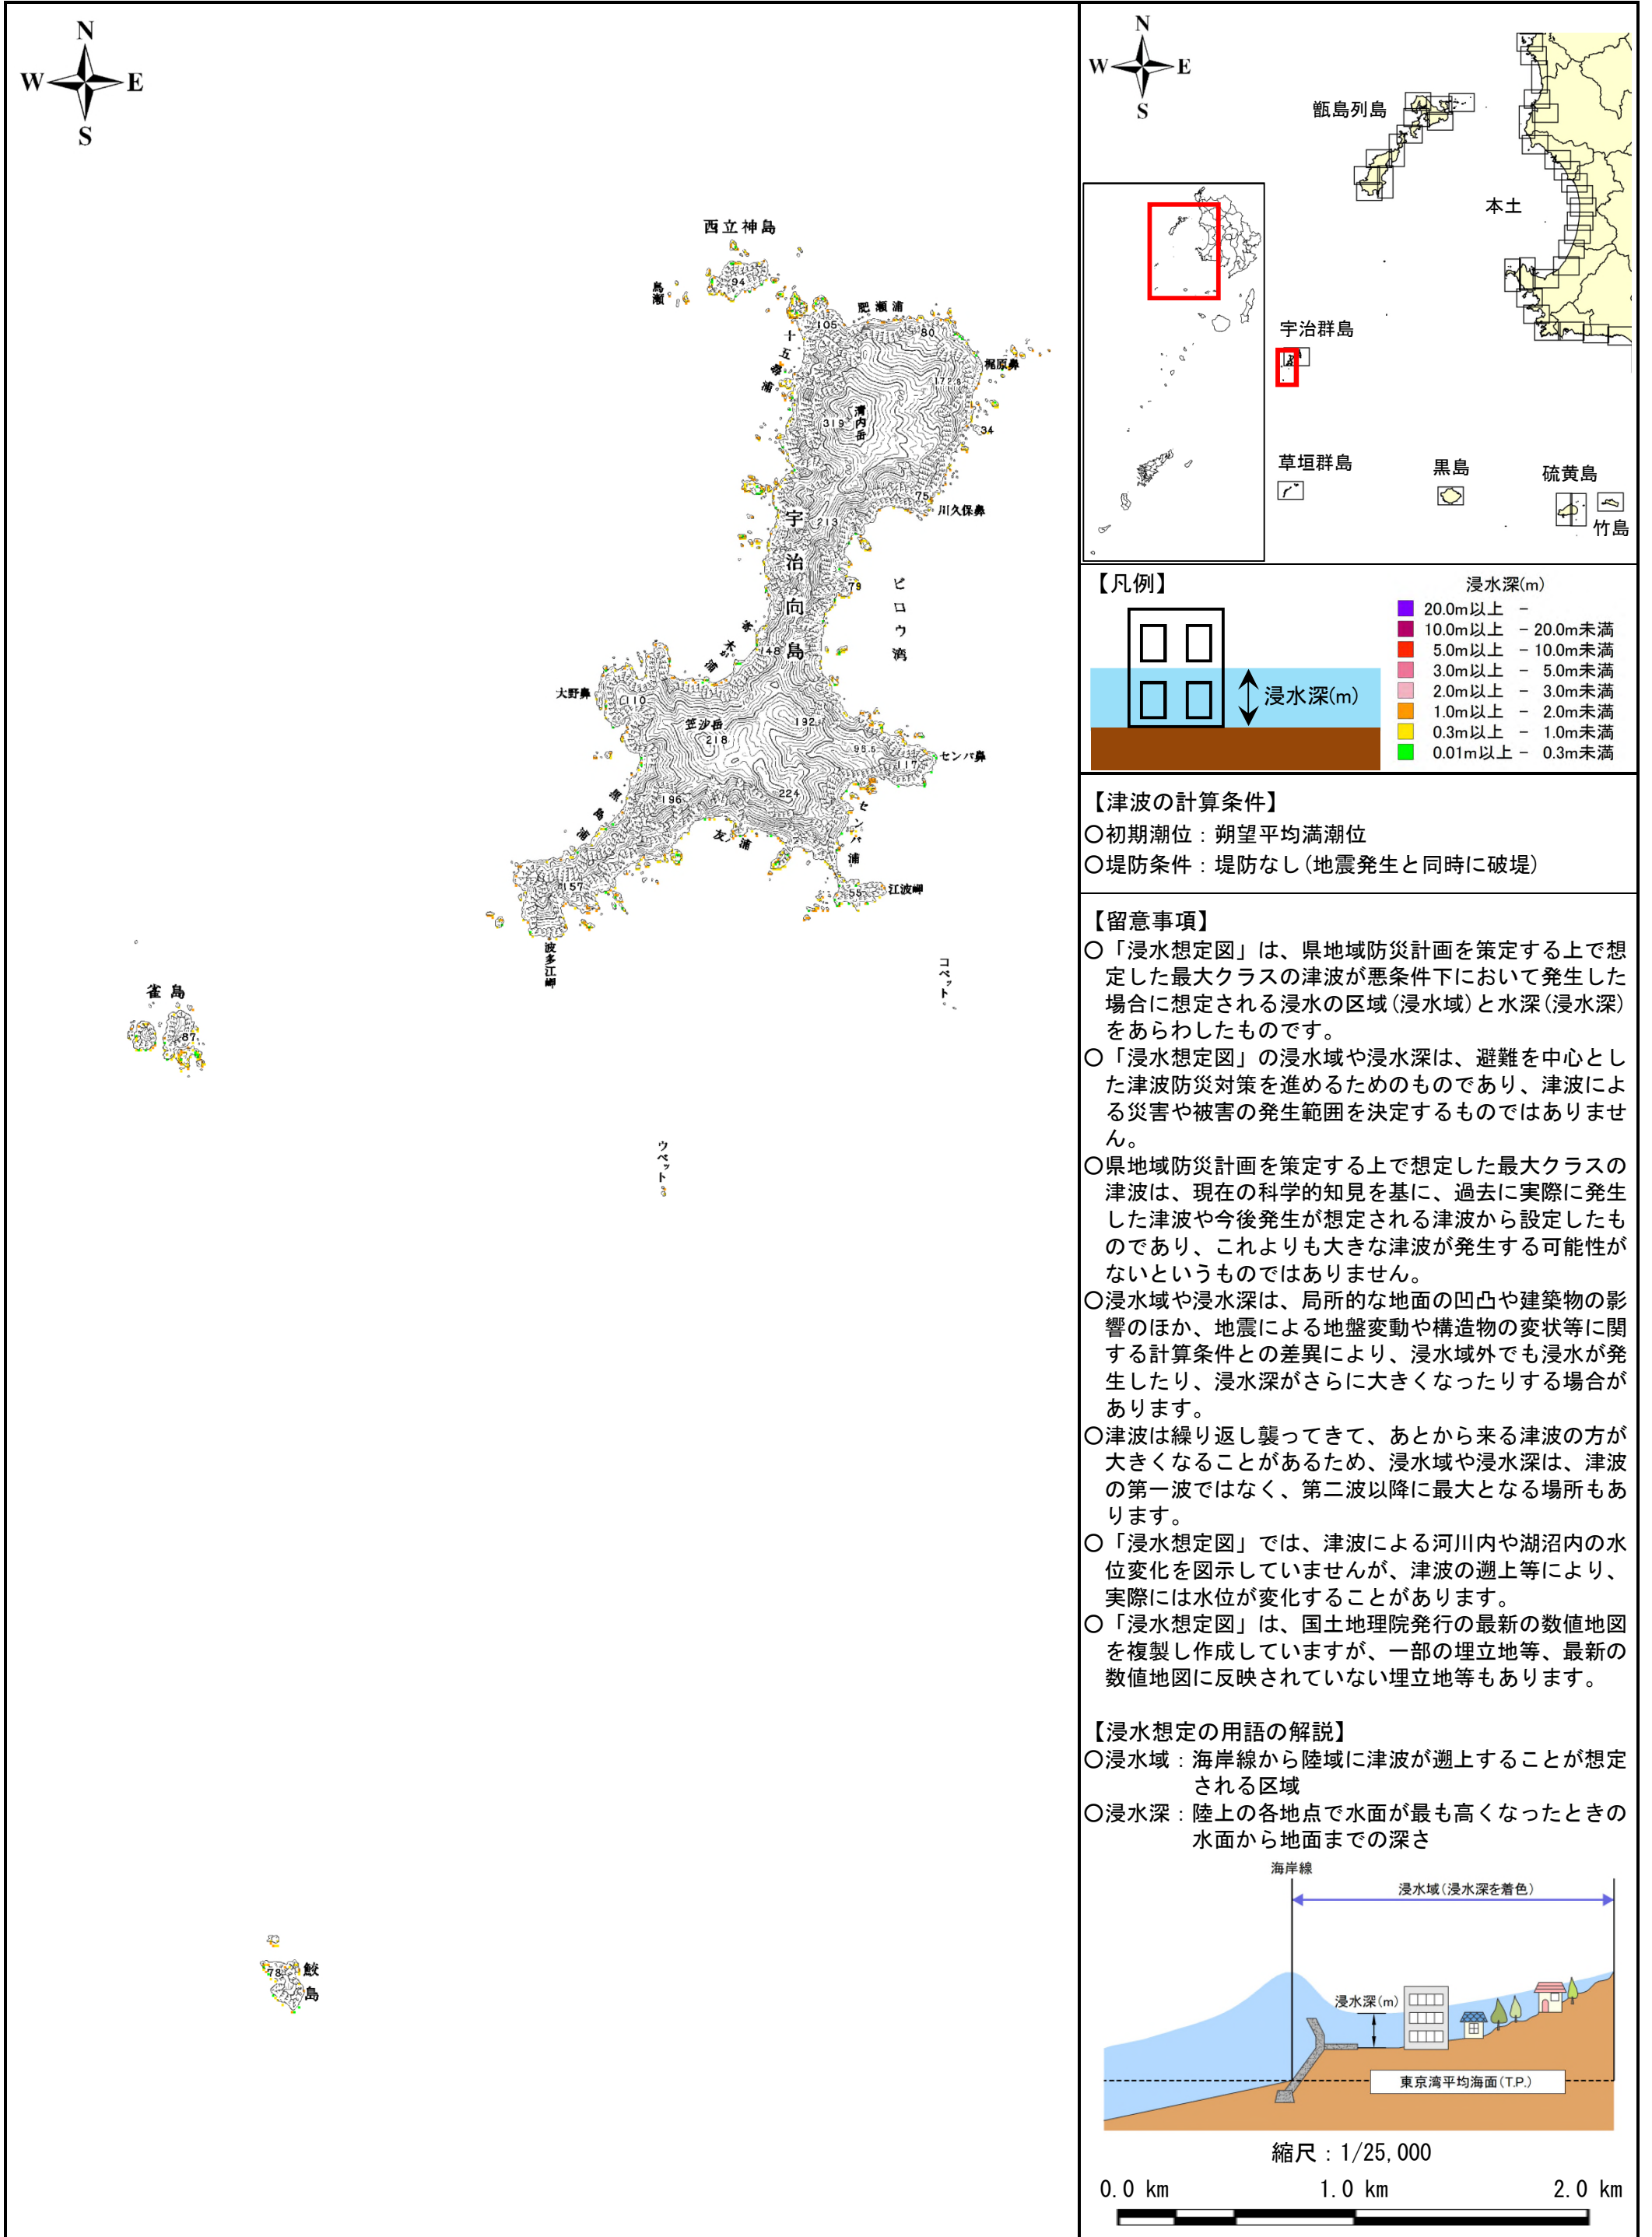 N
W E
S
西立神島
94
鳥瀬
105
肥瀬浦
80
十五尋浦
梶原鼻
172.8
319
湾内岳
34
75
川久保鼻
213
宇治向島
79
ビロウ湾
148
大野鼻
110
笠沙岳
218
192
95.5
117
センバ鼻
196
224
黒島浦
友ノ浦
センバ浦
157
55
江波岬
波多江岬
コペット
雀島
87
ウペット
78
鮫島
N
W E
S
甑島列島
本土
宇治群島
草垣群島
黒島
硫黄島
竹島
【凡例】
浸水深(m)
浸水深(m)
20.0m以上 -
10.0m以上 - 20.0m未満
5.0m以上 - 10.0m未満
3.0m以上 - 5.0m未満
2.0m以上 - 3.0m未満
1.0m以上 - 2.0m未満
0.3m以上 - 1.0m未満
0.01m以上 - 0.3m未満
【津波の計算条件】
○初期潮位：朔望平均満潮位
○堤防条件：堤防なし(地震発生と同時に破堤)
【留意事項】
○「浸水想定図」は、県地域防災計画を策定する上で想
定した最大クラスの津波が悪条件下において発生した
場合に想定される浸水の区域(浸水域)と水深(浸水深)
をあらわしたものです。
○「浸水想定図」の浸水域や浸水深は、避難を中心とし
た津波防災対策を進めるためのものであり、津波によ
る災害や被害の発生範囲を決定するものではありませ
ん。
○県地域防災計画を策定する上で想定した最大クラスの
津波は、現在の科学的知見を基に、過去に実際に発生
した津波や今後発生が想定される津波から設定したも
のであり、これよりも大きな津波が発生する可能性が
ないというものではありません。
○浸水域や浸水深は、局所的な地面の凹凸や建築物の影
響のほか、地震による地盤変動や構造物の変状等に関
する計算条件との差異により、浸水域外でも浸水が発
生したり、浸水深がさらに大きくなったりする場合が
あります。
○津波は繰り返し襲ってきて、あとから来る津波の方が
大きくなることがあるため、浸水域や浸水深は、津波
の第一波ではなく、第二波以降に最大となる場所もあ
ります。
○「浸水想定図」では、津波による河川内や湖沼内の水
位変化を図示していませんが、津波の遡上等により、
実際には水位が変化することがあります。
○「浸水想定図」は、国土地理院発行の最新の数値地図
を複製し作成していますが、一部の埋立地等、最新の
数値地図に反映されていない埋立地等もあります。
【浸水想定の用語の解説】
○浸水域：海岸線から陸域に津波が遡上することが想定
される区域
○浸水深：陸上の各地点で水面が最も高くなったときの
水面から地面までの深さ
海岸線
浸水域(浸水深を着色)
浸水深(m)
東京湾平均海面(T.P.)
縮尺：1/25,000
0.0 km 1.0 km 2.0 km